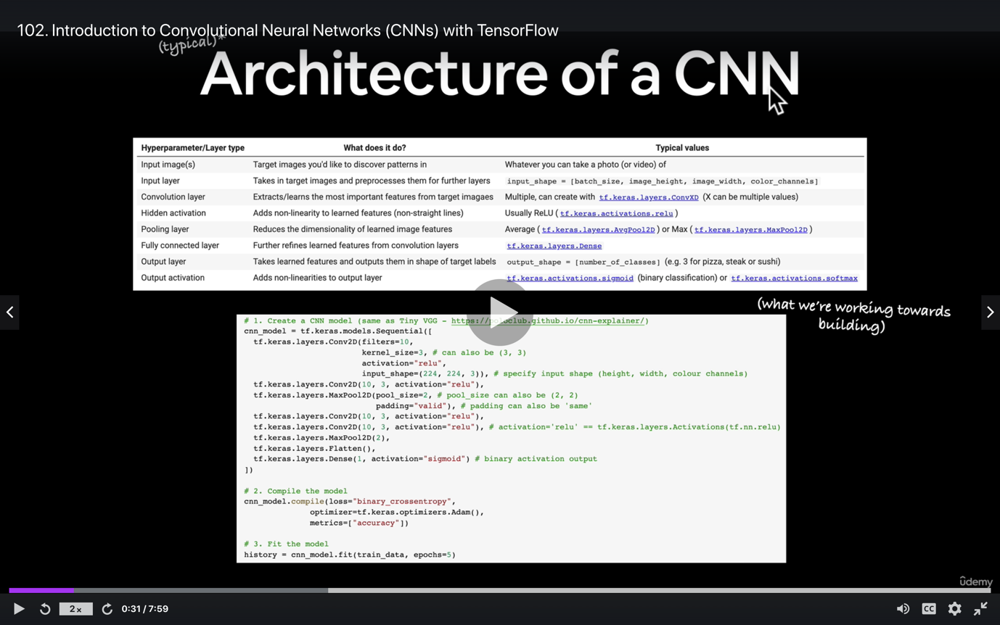 102. Introduction to Convolutional Neural Networks (CNNs) with TensorFlow
(typical)*
Architecture of a CNN
Hyperparameter/Layer type What does it do? Typical values
Input image(s) Target images you'd like to discover patterns in Whatever you can take a photo (or video) of
Input layer Takes in target images and preprocesses them for further layers input_shape = [batch_size, image_height, image_width, color_channels]
Convolution layer Extracts/learns the most important features from target imagaes Multiple, can create with tf.keras.layers.ConvXD (X can be multiple values)
Hidden activation Adds non-linearity to learned features (non-straight lines) Usually ReLU ( tf.keras.activations.relu )
Pooling layer Reduces the dimensionality of learned image features Average ( tf.keras.layers.AvgPool2D ) or Max ( tf.keras.layers.MaxPool2D )
Fully connected layer Further refines learned features from convolution layers tf.keras.layers.Dense
Output layer Takes learned features and outputs them in shape of target labels output_shape = [number_of_classes] (e.g. 3 for pizza, steak or sushi)
Output activation Adds non-linearities to output layer tf.keras.activations.sigmoid (binary classification) or tf.keras.activations.softmax
(what we're working towards
building)
# 1. Create a CNN model (same as Tiny VGG - https://poloclub.github.io/cnn-explainer/)
cnn_model = tf.keras.models.Sequential([
tf.keras.layers.Conv2D(filters=10,
kernel_size=3, # can also be (3, 3)
activation="relu",
input_shape=(224, 224, 3)), # specify input shape (height, width, colour channels)
tf.keras.layers.Conv2D(10, 3, activation="relu"),
tf.keras.layers.MaxPool2D(pool_size=2, # pool_size can also be (2, 2)
padding="valid"), # padding can also be 'same'
tf.keras.layers.Conv2D(10, 3, activation="relu"),
tf.keras.layers.Conv2D(10, 3, activation="relu"), # activation='relu' == tf.keras.layers.Activations(tf.nn.relu)
tf.keras.layers.MaxPool2D(2),
tf.keras.layers.Flatten(),
tf.keras.layers.Dense(1, activation="sigmoid") # binary activation output
])
# 2. Compile the model
cnn_model.compile(loss="binary_crossentropy",
optimizer=tf.keras.optimizers.Adam(),
metrics=["accuracy"])
# 3. Fit the model
history = cnn_model.fit(train_data, epochs=5)
ûdemy
2x
0:31 / 7:59
CC